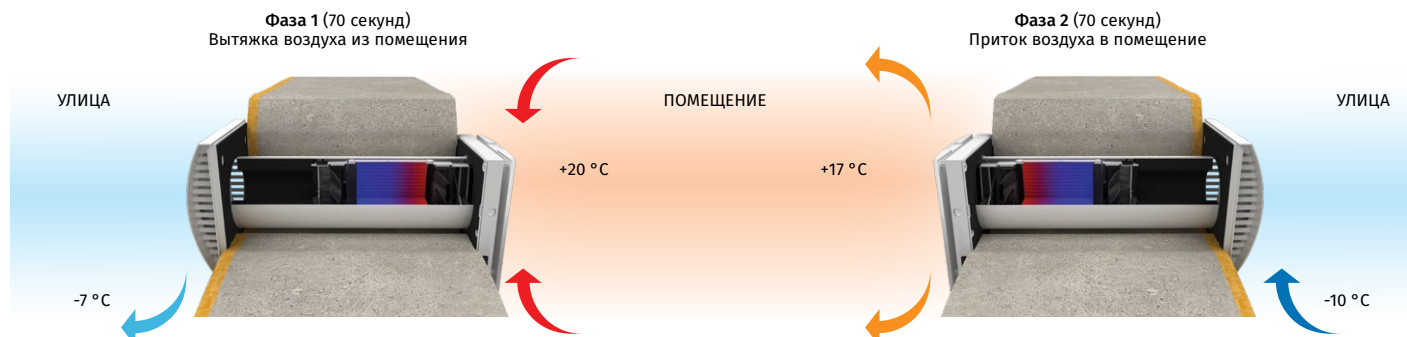 Фаза 1 (70 секунд)
Вытяжка воздуха из помещения
Фаза 2 (70 секунд)
Приток воздуха в помещение
УЛИЦА
ПОМЕЩЕНИЕ
УЛИЦА
+20 °C
+17 °C
-7 °C
-10 °C